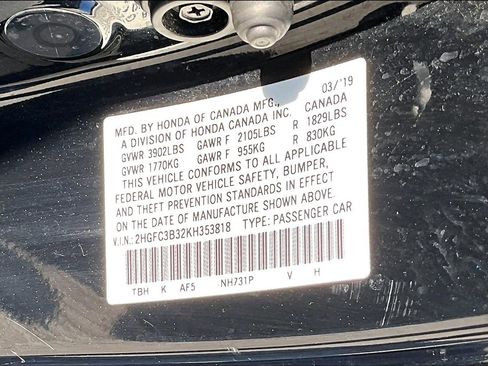 MFD. BY HONDA OF CANADA MFG. 03/'19
A DIVISION OF HONDA CANADA INC. CANADA
GVWR 3902LBS GAWR F 2105LBS R 1829LBS
GVWR 1770KG GAWR F 955KG R 830KG
THIS VEHICLE CONFORMS TO ALL APPLICABLE
FEDERAL MOTOR VEHICLE SAFETY, BUMPER,
AND THEFT PREVENTION STANDARDS IN EFFECT
ON THE DATE OF MANUFACTURE SHOWN ABOVE.
V.I.N.: 2HGFC3B32KH353818 TYPE: PASSENGER CAR
TBH K AF5 NH731P V H